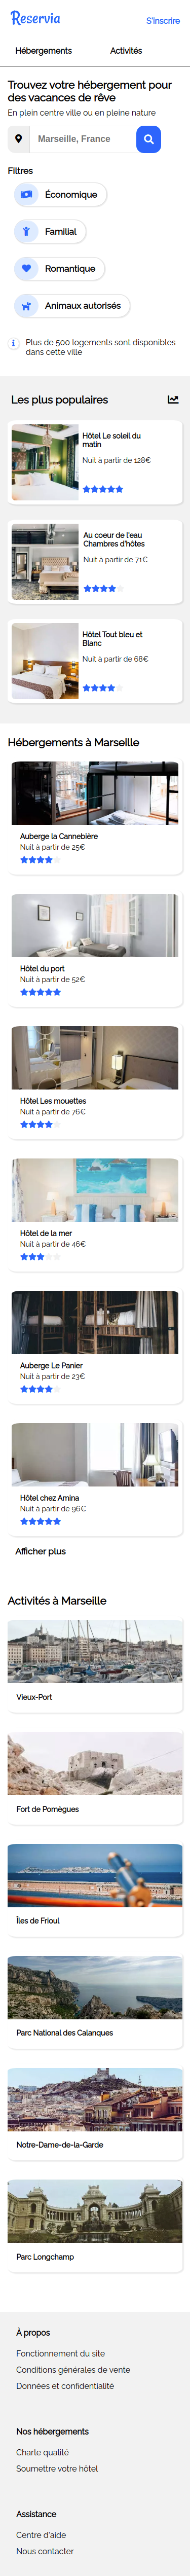 Reservia
S'inscrire
Hébergements
Activités
Trouvez votre hébergement pour
des vacances de rêve
En plein centre ville ou en pleine nature
Marseille, France
Filtres
Économique
Familial
Romantique
Animaux autorisés
Plus de 500 logements sont disponibles
dans cette ville
Les plus populaires
Hôtel Le soleil du
matin
Nuit à partir de 128€
Au coeur de l'eau
Chambres d'hôtes
Nuit à partir de 71€
Hôtel Tout bleu et
Blanc
Nuit à partir de 68€
Hébergements à Marseille
Auberge la Cannebière
Nuit à partir de 25€
Hôtel du port
Nuit à partir de 52€
Hôtel Les mouettes
Nuit à partir de 76€
Hôtel de la mer
Nuit à partir de 46€
Auberge Le Panier
Nuit à partir de 23€
Hôtel chez Amina
Nuit à partir de 96€
Afficher plus
Activités à Marseille
Vieux-Port
Fort de Pomègues
Îles de Frioul
Parc National des Calanques
Notre-Dame-de-la-Garde
Parc Longchamp
À propos
Fonctionnement du site
Conditions générales de vente
Données et confidentialité
Nos hébergements
Charte qualité
Soumettre votre hôtel
Assistance
Centre d'aide
Nous contacter